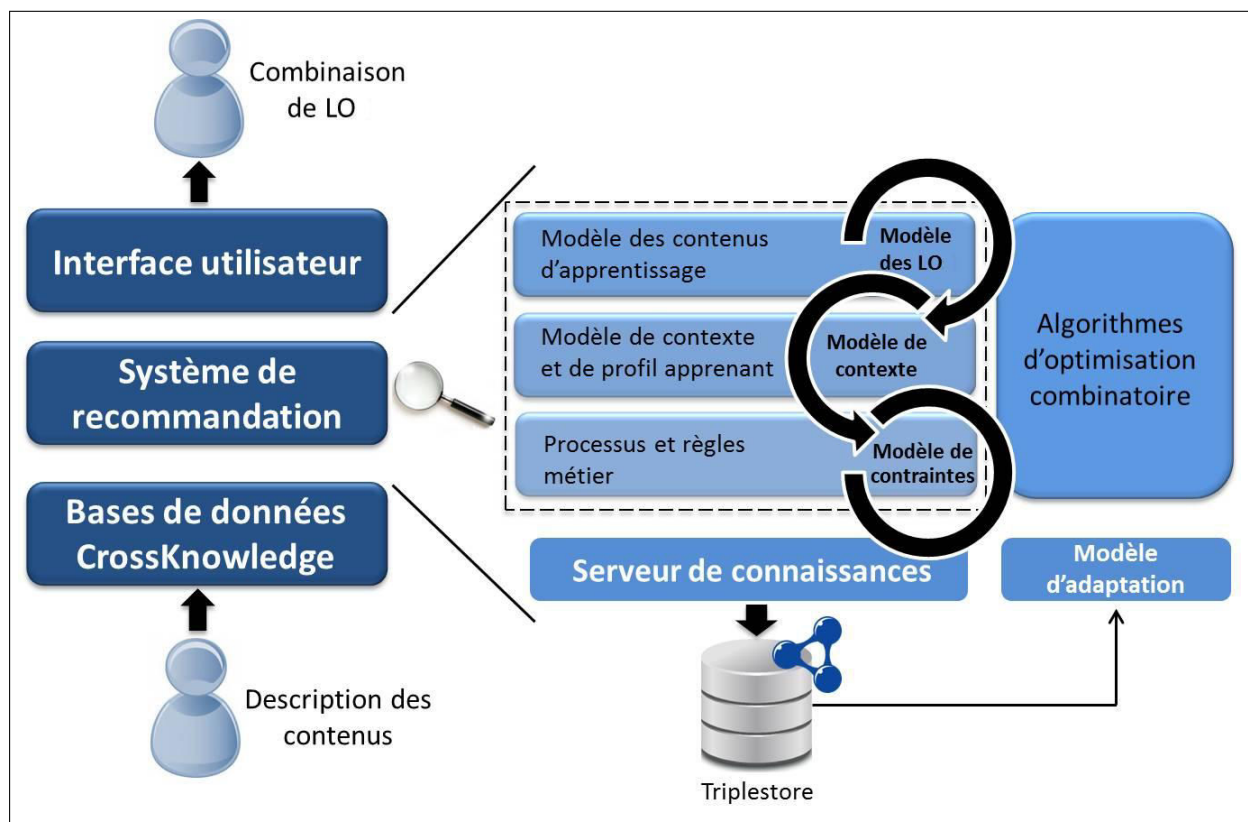 Combinaison
de LO
Interface utilisateur
Système de
recommandation
Bases de données
CrossKnowledge
Description des
contenus
Modèle des contenus
d’apprentissage
Modèle
des LO
Modèle de contexte
et de profil apprenant
Modèle de
contexte
Processus et règles
métier
Modèle de
contraintes
Algorithmes
d’optimisation
combinatoire
Serveur de connaissances
Modèle
d’adaptation
Triplestore